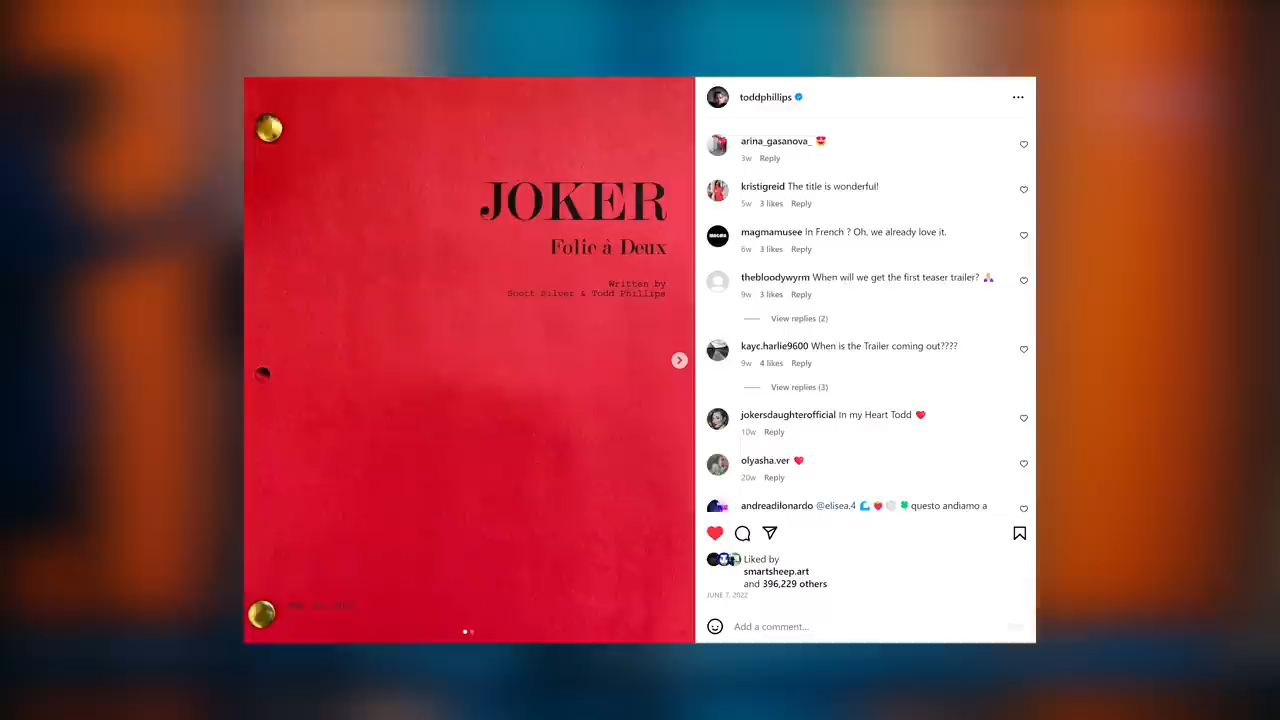 JOKER
Folie à Deux
Written by
Scott Silver & Todd Phillips
toddphillips
arina_gasanova_ 😍
3w Reply
kristigreid The title is wonderful!
5w 3 likes Reply
magmamusee In French ? Oh, we already love it.
6w 3 likes Reply
thebloodywyrm When will we get the first teaser trailer?
9w 3 likes Reply
View replies (2)
kayc.harlie9600 When is the Trailer coming out????
9w 4 likes Reply
View replies (3)
jokersdaughterofficial In my Heart Todd ❤️
10w Reply
olyasha.ver ❤️
20w Reply
andreadilonardo @elisea.4 🌊 🍓 🍀 questo andiamo a
Liked by
smartsheep.art
and 396,229 others
JUNE 7, 2022
Add a comment...